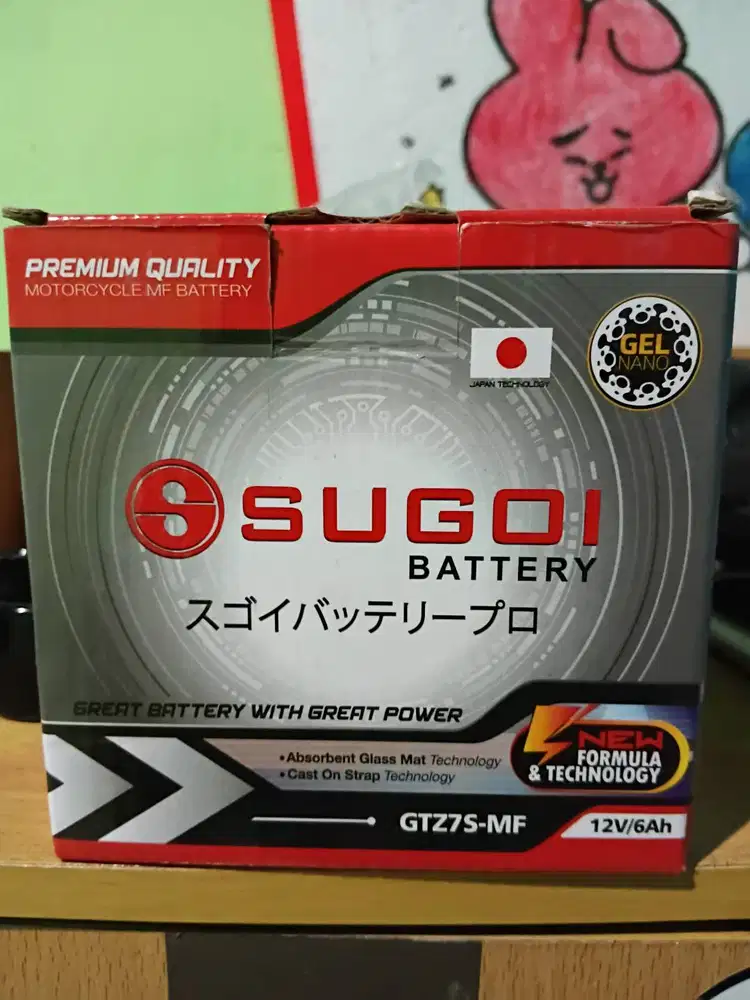 PREMIUM QUALITY
MOTORCYCLE MF BATTERY
JAPAN TECHNOLOGY
GEL
NANO
SUGOI
BATTERY
スゴイバッテリープロ
GREAT BATTERY WITH GREAT POWER
•Absorbent Glass Mat Technology
•Cast On Strap Technology
NEW
FORMULA
& TECHNOLOGY
GTZ7S-MF
12V/6Ah